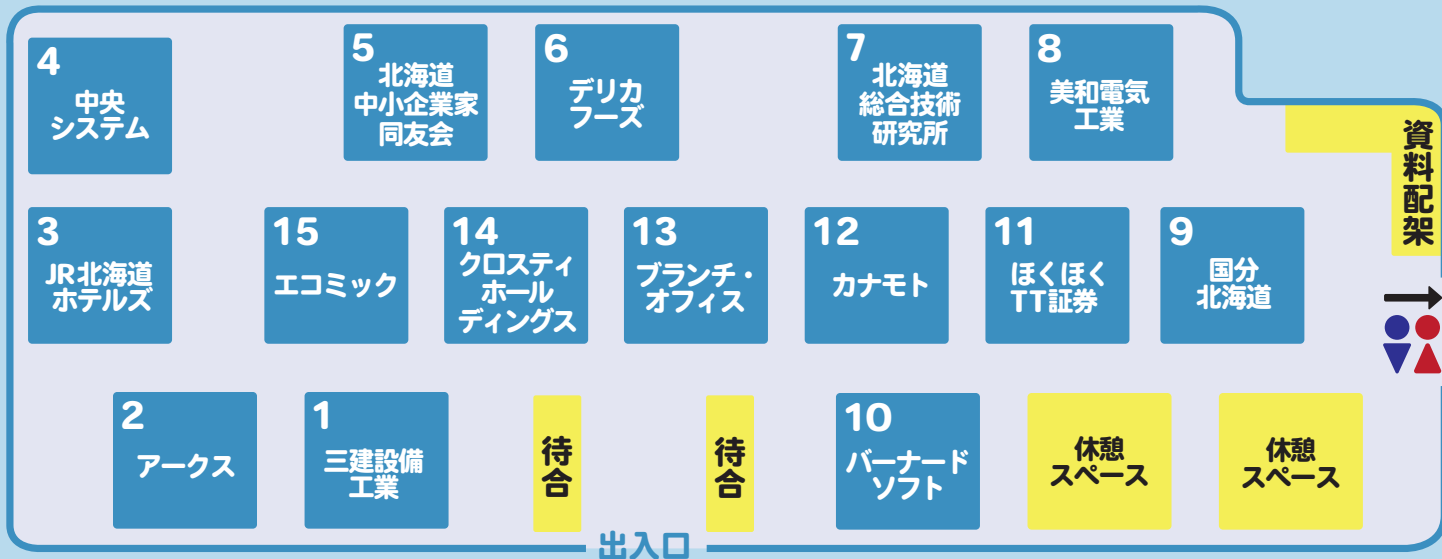 4
中央
システム
5
北海道
中小企業家
同友会
6
デリカ
フーズ
7
北海道
総合技術
研究所
8
美和電気
工業
資料配架
3
JR北海道
ホテルズ
15
エコミック
14
クロスティ
ホール
ディングス
13
ブランチ・
オフィス
12
カナモト
11
ほくほく
TT証券
9
国分
北海道
2
アークス
1
三建設備
工業
待合
待合
10
バーナード
ソフト
休憩
スペース
休憩
スペース
出入口